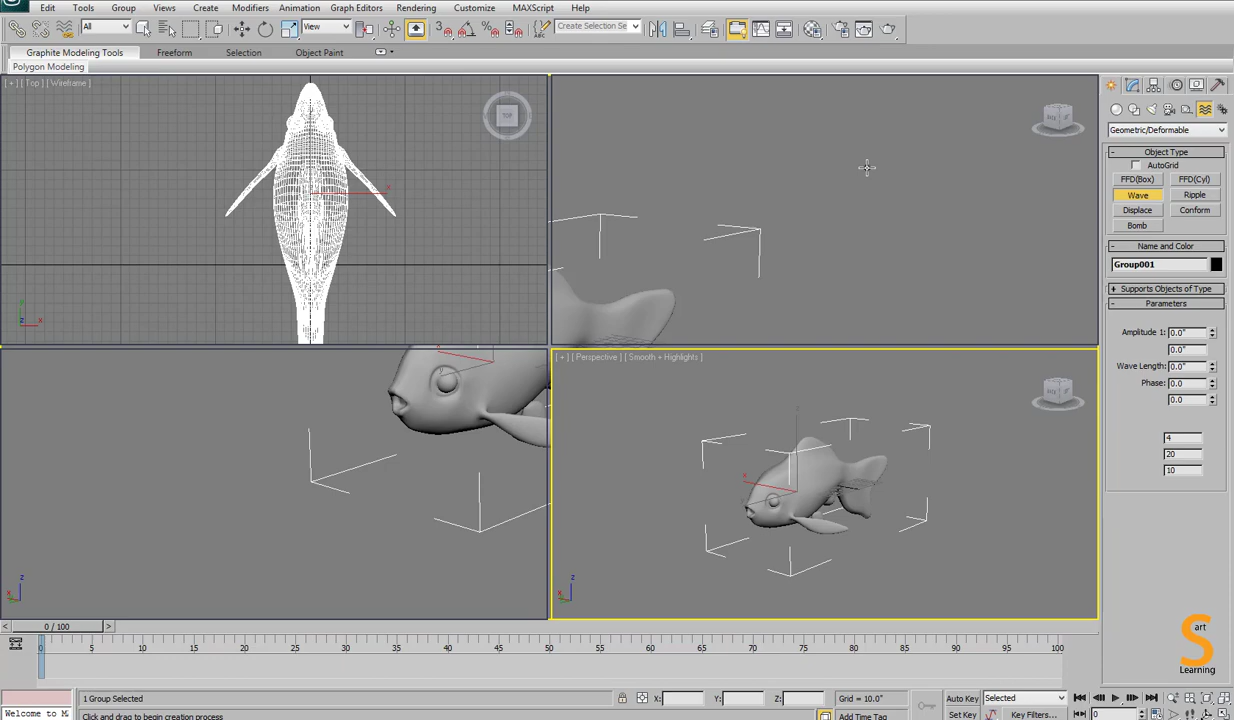 Edit Tools Group Views Create Modifiers Animation Graph Editors Rendering Customize MAXScript Help
All View Create Selection Se
Graphite Modeling Tools Freeform Selection Object Paint
Polygon Modeling
[ + ] [ Top ] [ Wireframe ]
TOP
x
Geometric/Deformable
Object Type
AutoGrid
FFD(Box) FFD(Cyl)
Wave Ripple
Displace Conform
Bomb
Name and Color
Group001
Supports Objects of Type
Parameters
Amplitude 1: 0.0"
0.0"
Wave Length: 0.0"
Phase: 0.0
0.0
4
20
10
[ + ] [ Perspective ] [ Smooth + Highlights ]
z
x
z
x
art
S
Learning
0 / 100
0 5 10 15 20 25 30 35 40 45 50 55 60 65 70 75 80 85 90 95 100
1 Group Selected X: Y: Z: Grid = 10.0" Auto Key Selected
Welcome to M Click and drag to begin creation process Add Time Tag Set Key Key Filters... 0